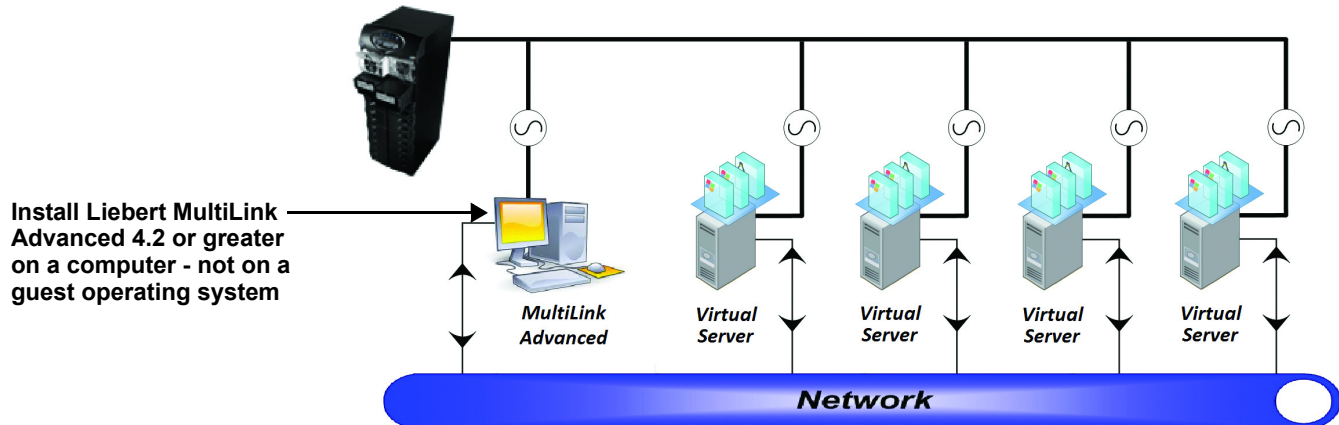 Install Liebert MultiLink
Advanced 4.2 or greater
on a computer - not on a
guest operating system
MultiLink
Advanced
Virtual
Server
Virtual
Server
Virtual
Server
Virtual
Server
Network